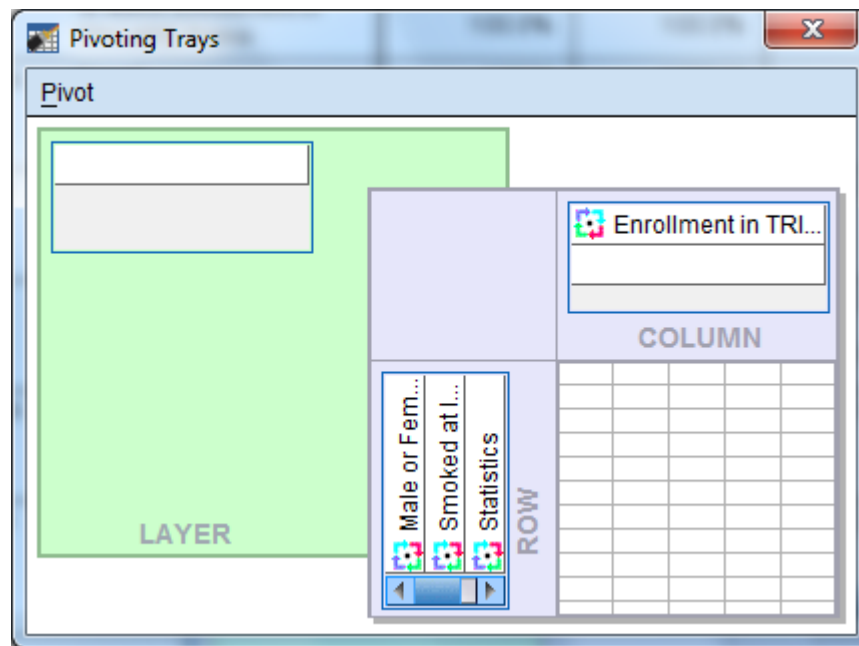 Pivoting Trays
Pivot
Enrollment in TRI...
COLUMN
Male or Fem...
Smoked at l...
Statistics
ROW
LAYER